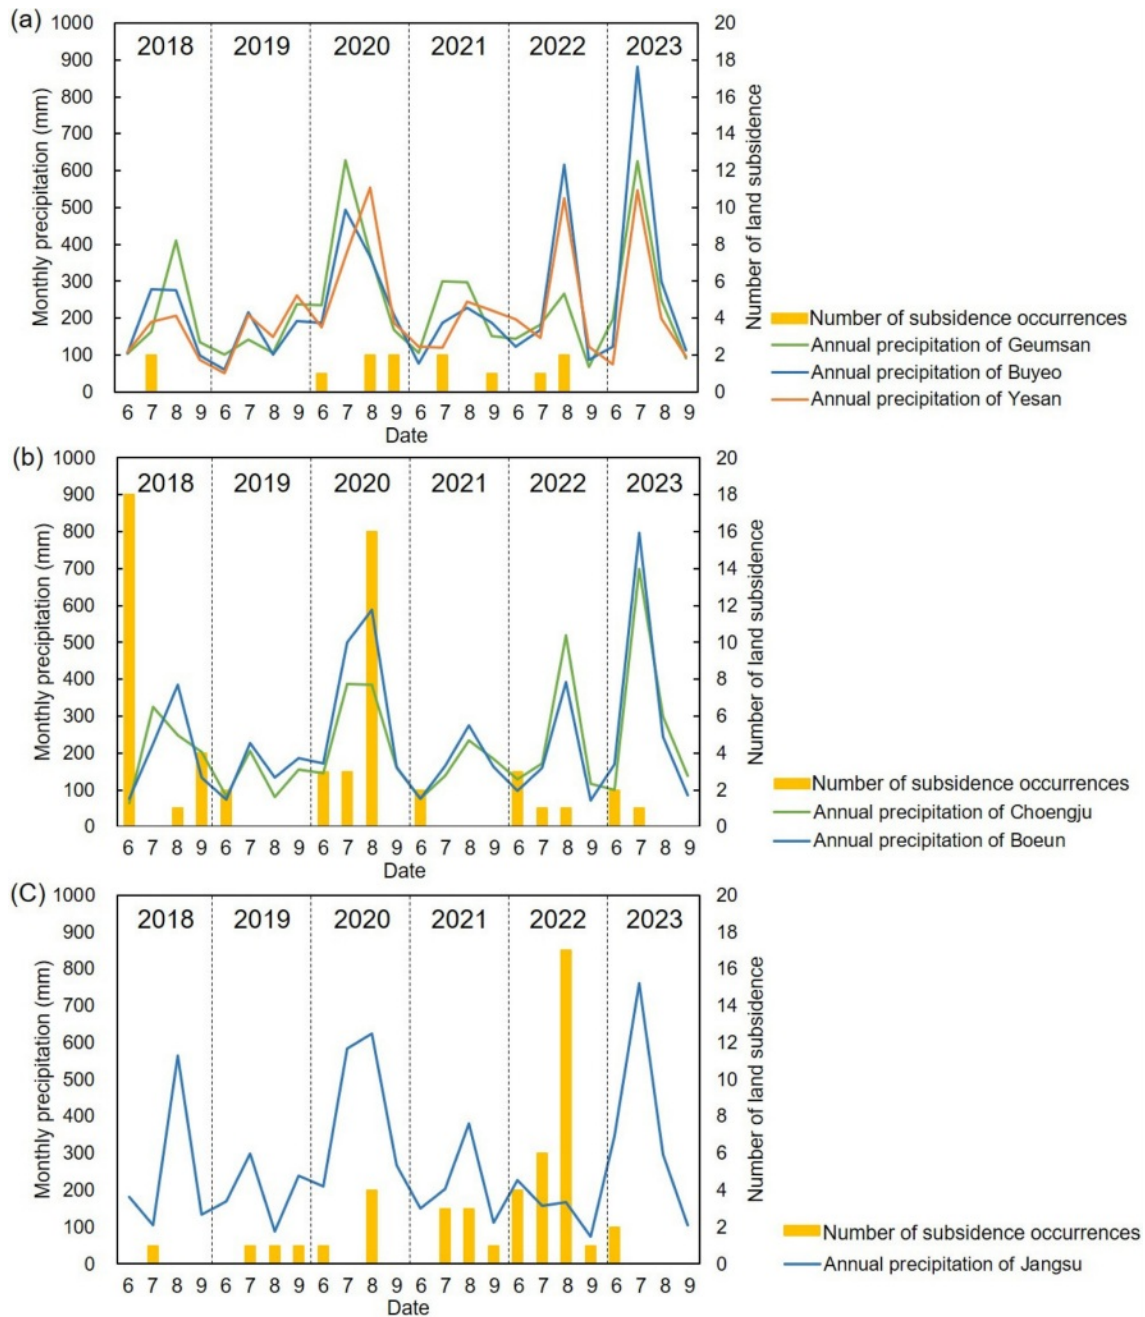 (a)
1000
900
800
700
600
500
400
300
200
100
0
Monthly precipitation (mm)
2018 2019 2020 2021 2022 2023
20
18
16
14
12
10
8
6
4
2
0
Number of land subsidence
6 7 8 9 6 7 8 9 6 7 8 9 6 7 8 9 6 7 8 9 6 7 8 9
Date
Number of subsidence occurrences
Annual precipitation of Geumsan
Annual precipitation of Buyeo
Annual precipitation of Yesan
(b)
1000
900
800
700
600
500
400
300
200
100
0
Monthly precipitation (mm)
2018 2019 2020 2021 2022 2023
20
18
16
14
12
10
8
6
4
2
0
Number of land subsidence
6 7 8 9 6 7 8 9 6 7 8 9 6 7 8 9 6 7 8 9 6 7 8 9
Date
Number of subsidence occurrences
Annual precipitation of Choengju
Annual precipitation of Boeun
(C)
1000
900
800
700
600
500
400
300
200
100
0
Monthly precipitation (mm)
2018 2019 2020 2021 2022 2023
20
18
16
14
12
10
8
6
4
2
0
Number of land subsidence
6 7 8 9 6 7 8 9 6 7 8 9 6 7 8 9 6 7 8 9 6 7 8 9
Date
Number of subsidence occurrences
Annual precipitation of Jangsu